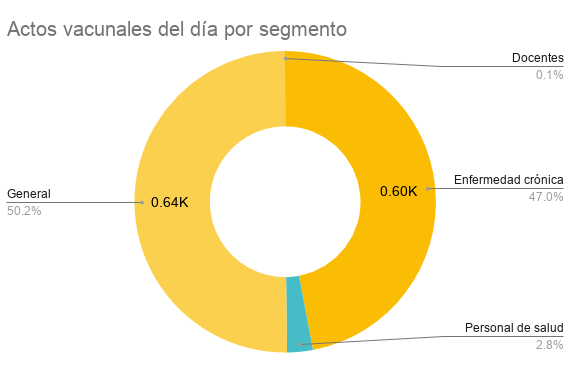 Actos vacunales del día por segmento
Docentes
0.1%
Enfermedad crónica
47.0%
0.60K
General
50.2%
0.64K
Personal de salud
2.8%